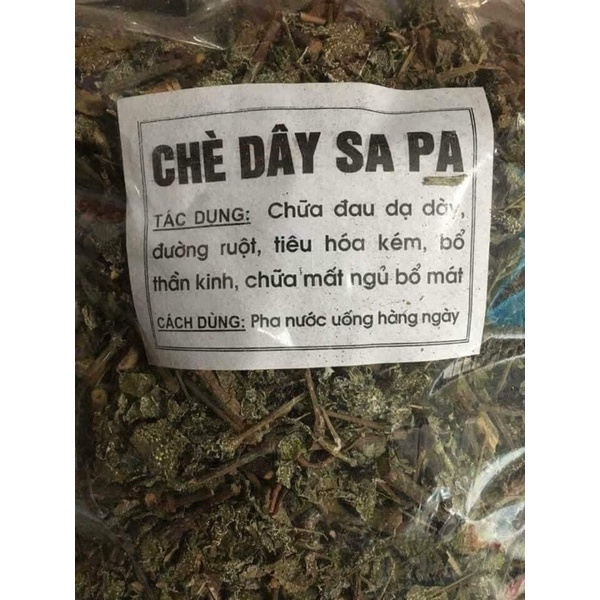 CHÈ DÂY SA PA
TÁC DỤNG: Chữa đau dạ dày,
đường ruột, tiêu hóa kém, bổ
thần kinh, chữa mất ngủ bổ mát
CÁCH DÙNG: Pha nước uống hàng ngày